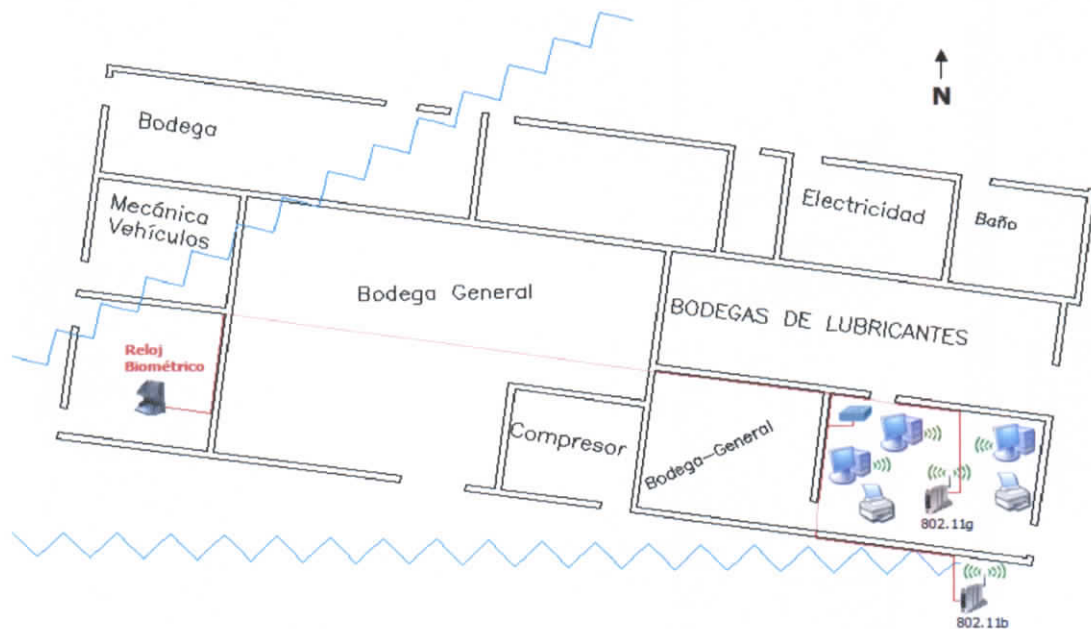 N
Bodega
Mecánica
Vehículos
Electricidad
Baño
Bodega General
BODEGAS DE LUBRICANTES
Reloj
Biométrico
Compresor
Bodega-General
802.11g
802.11b